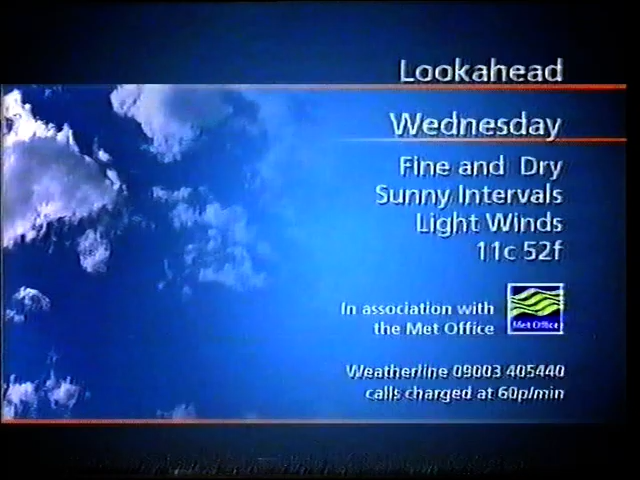 Lookahead
Wednesday
Fine and Dry
Sunny Intervals
Light Winds
11c 52f
In association with
the Met Office
Met Office
Weatherline 09003 405440
calls charged at 60p/min